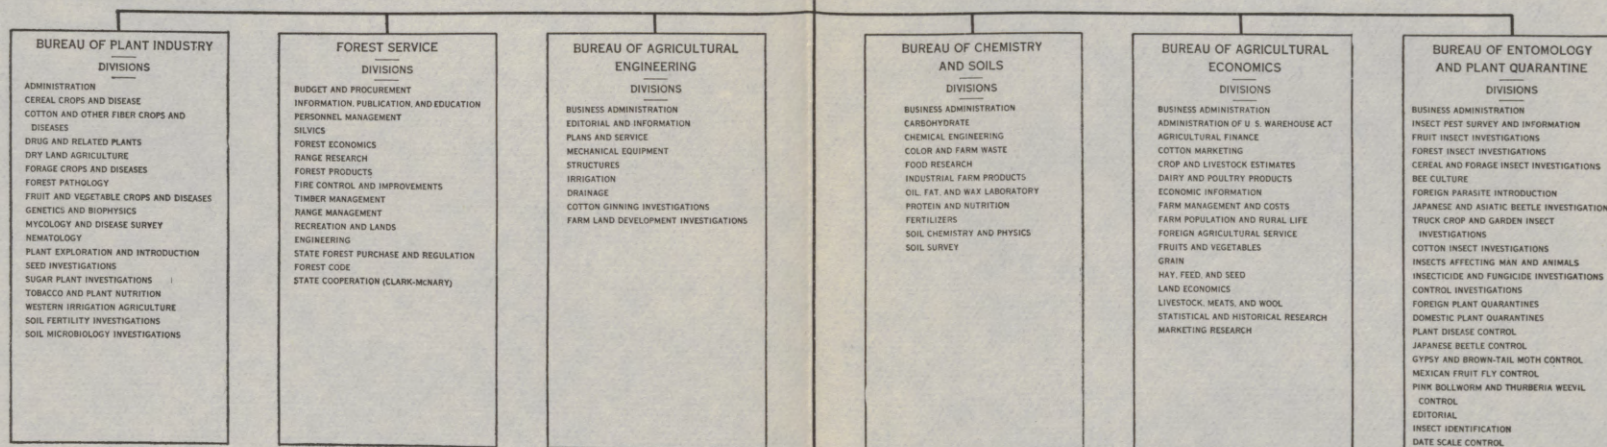 BUREAU OF PLANT INDUSTRY
DIVISIONS
ADMINISTRATION
CEREAL CROPS AND DISEASE
COTTON AND OTHER FIBER CROPS AND
DISEASES
DRUG AND RELATED PLANTS
DRY LAND AGRICULTURE
FORAGE CROPS AND DISEASES
FOREST PATHOLOGY
FRUIT AND VEGETABLE CROPS AND DISEASES
GENETICS AND BIOPHYSICS
MYCOLOGY AND DISEASE SURVEY
NEMATOLOGY
PLANT EXPLORATION AND INTRODUCTION
SEED INVESTIGATIONS
SUGAR PLANT INVESTIGATIONS
TOBACCO AND PLANT NUTRITION
WESTERN IRRIGATION AGRICULTURE
SOIL FERTILITY INVESTIGATIONS
SOIL MICROBIOLOGY INVESTIGATIONS
FOREST SERVICE
DIVISIONS
BUDGET AND PROCUREMENT
INFORMATION, PUBLICATION, AND EDUCATION
PERSONNEL MANAGEMENT
SILVICS
FOREST ECONOMICS
RANGE RESEARCH
FOREST PRODUCTS
FIRE CONTROL AND IMPROVEMENTS
TIMBER MANAGEMENT
RANGE MANAGEMENT
RECREATION AND LANDS
ENGINEERING
STATE FOREST PURCHASE AND REGULATION
FOREST CODE
STATE COOPERATION (CLARK-McNARY)
BUREAU OF AGRICULTURAL
ENGINEERING
DIVISIONS
BUSINESS ADMINISTRATION
EDITORIAL AND INFORMATION
PLANS AND SERVICE
MECHANICAL EQUIPMENT
STRUCTURES
IRRIGATION
DRAINAGE
COTTON GINNING INVESTIGATIONS
FARM LAND DEVELOPMENT INVESTIGATIONS
BUREAU OF CHEMISTRY
AND SOILS
DIVISIONS
BUSINESS ADMINISTRATION
CARBOHYDRATE
CHEMICAL ENGINEERING
COLOR AND FARM WASTE
FOOD RESEARCH
INDUSTRIAL FARM PRODUCTS
OIL, FAT, AND WAX LABORATORY
PROTEIN AND NUTRITION
FERTILIZERS
SOIL CHEMISTRY AND PHYSICS
SOIL SURVEY
BUREAU OF AGRICULTURAL
ECONOMICS
DIVISIONS
BUSINESS ADMINISTRATION
ADMINISTRATION OF U. S. WAREHOUSE ACT
AGRICULTURAL FINANCE
COTTON MARKETING
CROP AND LIVESTOCK ESTIMATES
DAIRY AND POULTRY PRODUCTS
ECONOMIC INFORMATION
FARM MANAGEMENT AND COSTS
FARM POPULATION AND RURAL LIFE
FOREIGN AGRICULTURAL SERVICE
FRUITS AND VEGETABLES
GRAIN
HAY, FEED, AND SEED
LAND ECONOMICS
LIVESTOCK, MEATS, AND WOOL
STATISTICAL AND HISTORICAL RESEARCH
MARKETING RESEARCH
BUREAU OF ENTOMOLOGY
AND PLANT QUARANTINE
DIVISIONS
BUSINESS ADMINISTRATION
INSECT PEST SURVEY AND INFORMATION
FRUIT INSECT INVESTIGATIONS
FOREST INSECT INVESTIGATIONS
CEREAL AND FORAGE INSECT INVESTIGATIONS
BEE CULTURE
FOREIGN PARASITE INTRODUCTION
JAPANESE AND ASIATIC BEETLE INVESTIGATION
TRUCK CROP AND GARDEN INSECT
INVESTIGATIONS
COTTON INSECT INVESTIGATIONS
INSECTS AFFECTING MAN AND ANIMALS
INSECTICIDE AND FUNGICIDE INVESTIGATIONS
CONTROL INVESTIGATIONS
FOREIGN PLANT QUARANTINES
DOMESTIC PLANT QUARANTINES
PLANT DISEASE CONTROL
JAPANESE BEETLE CONTROL
GYPSY AND BROWN-TAIL MOTH CONTROL
MEXICAN FRUIT FLY CONTROL
PINK BOLLWORM AND THURBERIA WEEVIL
CONTROL
EDITORIAL
INSECT IDENTIFICATION
DATE SCALE CONTROL